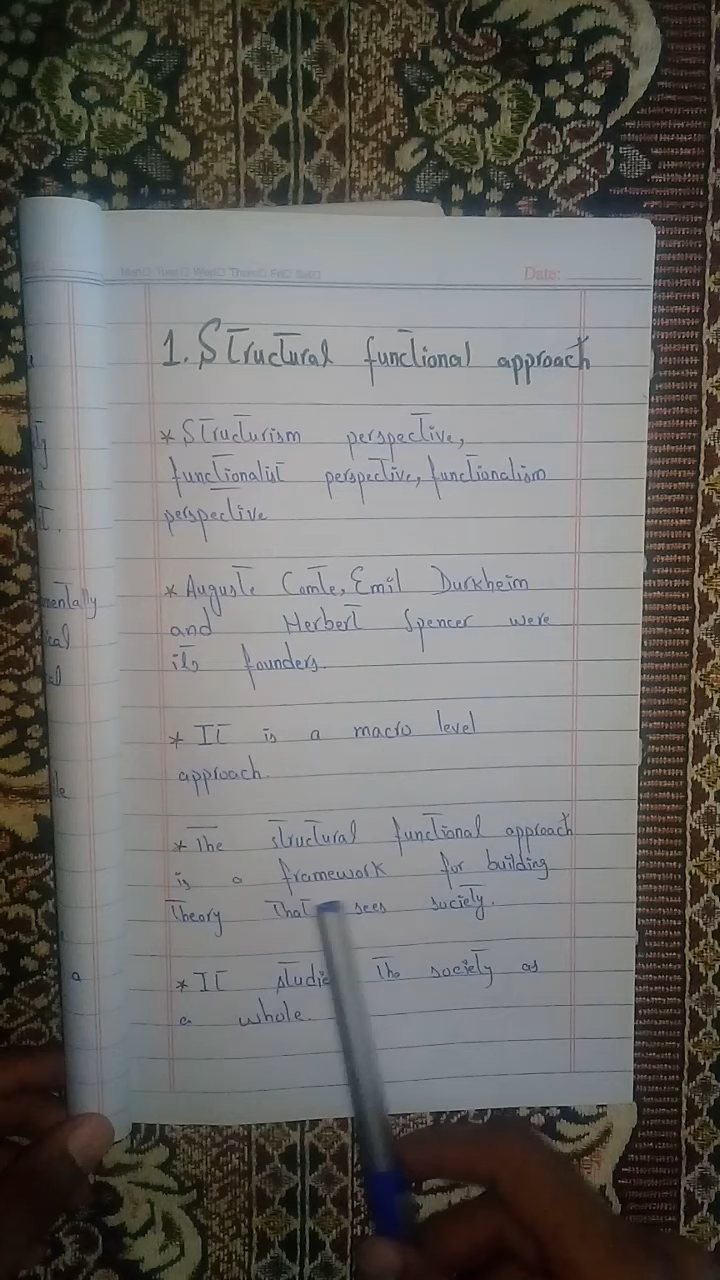 Date:
1. Structural functional approach
* Structurism perspective,
functionalist perspective, functionalism
perspective
* Auguste Comte, Emil Durkheim
and Herbert Spencer were
its founders.
* It is a macro level
approach.
* The structural functional approach
is a framework for building
Theory That sees society.
* It studie The society as
a whole.